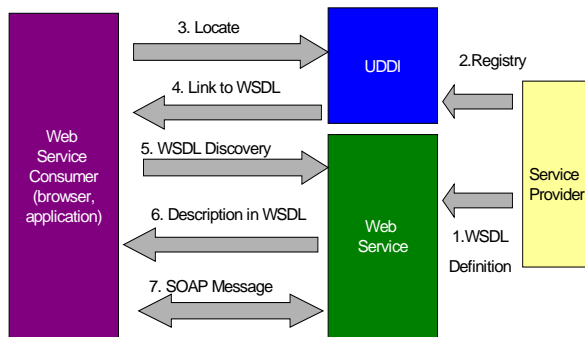 3. Locate
UDDI
2.Registry
4. Link to WSDL
Web
Service
Consumer
(browser,
application)
5. WSDL Discovery
Service
Provider
6. Description in WSDL
Web
Service
1.WSDL
Definition
7. SOAP Message